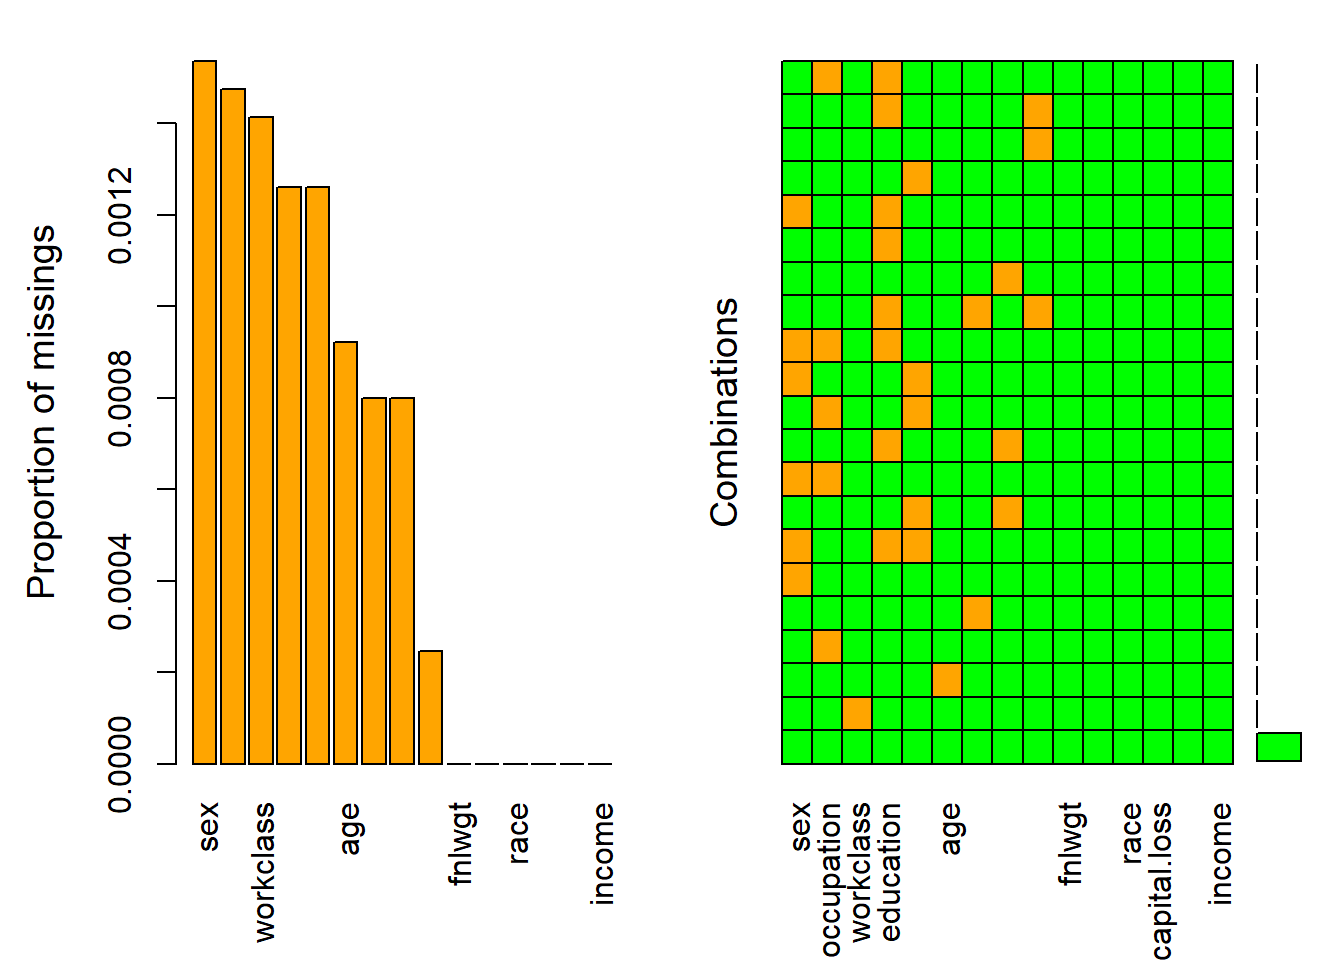 Proportion of missings
0.0000
0.0004
0.0008
0.0012
sex
workclass
age
fnlwgt
race
income
Combinations
sex
occupation
workclass
education
age
fnlwgt
race
capital.loss
income